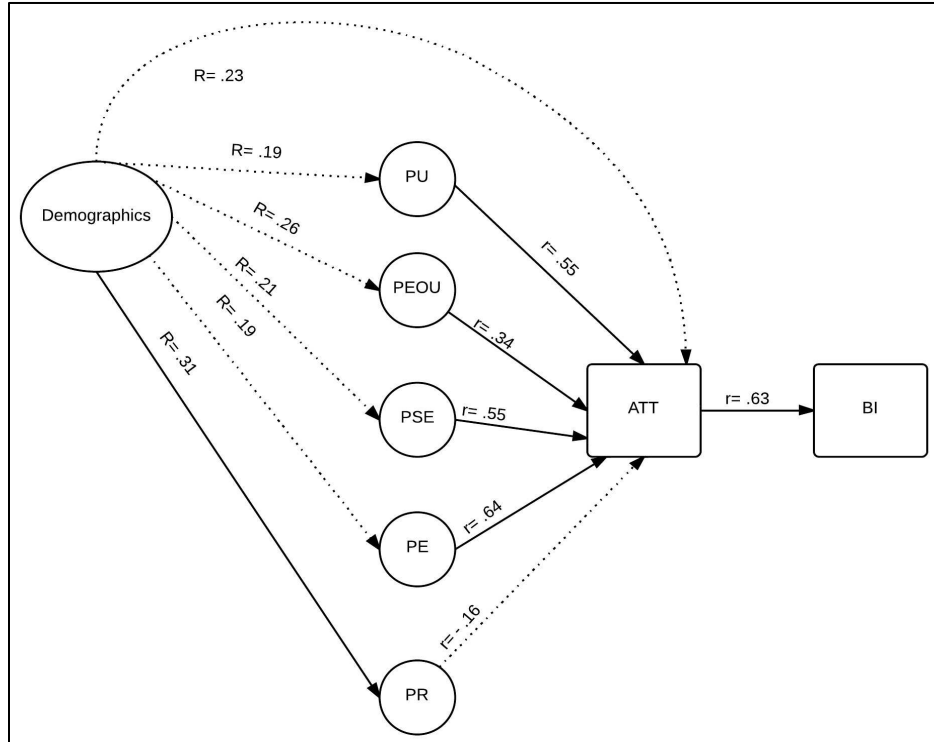 R= .23
R= .19
PU
Demographics
R= .26
r= .55
PEOU
R= .21
R= .19
r= .34
R= .31
ATT
r= .63
BI
PSE
r= .55
PE
r= .64
r= - .16
PR